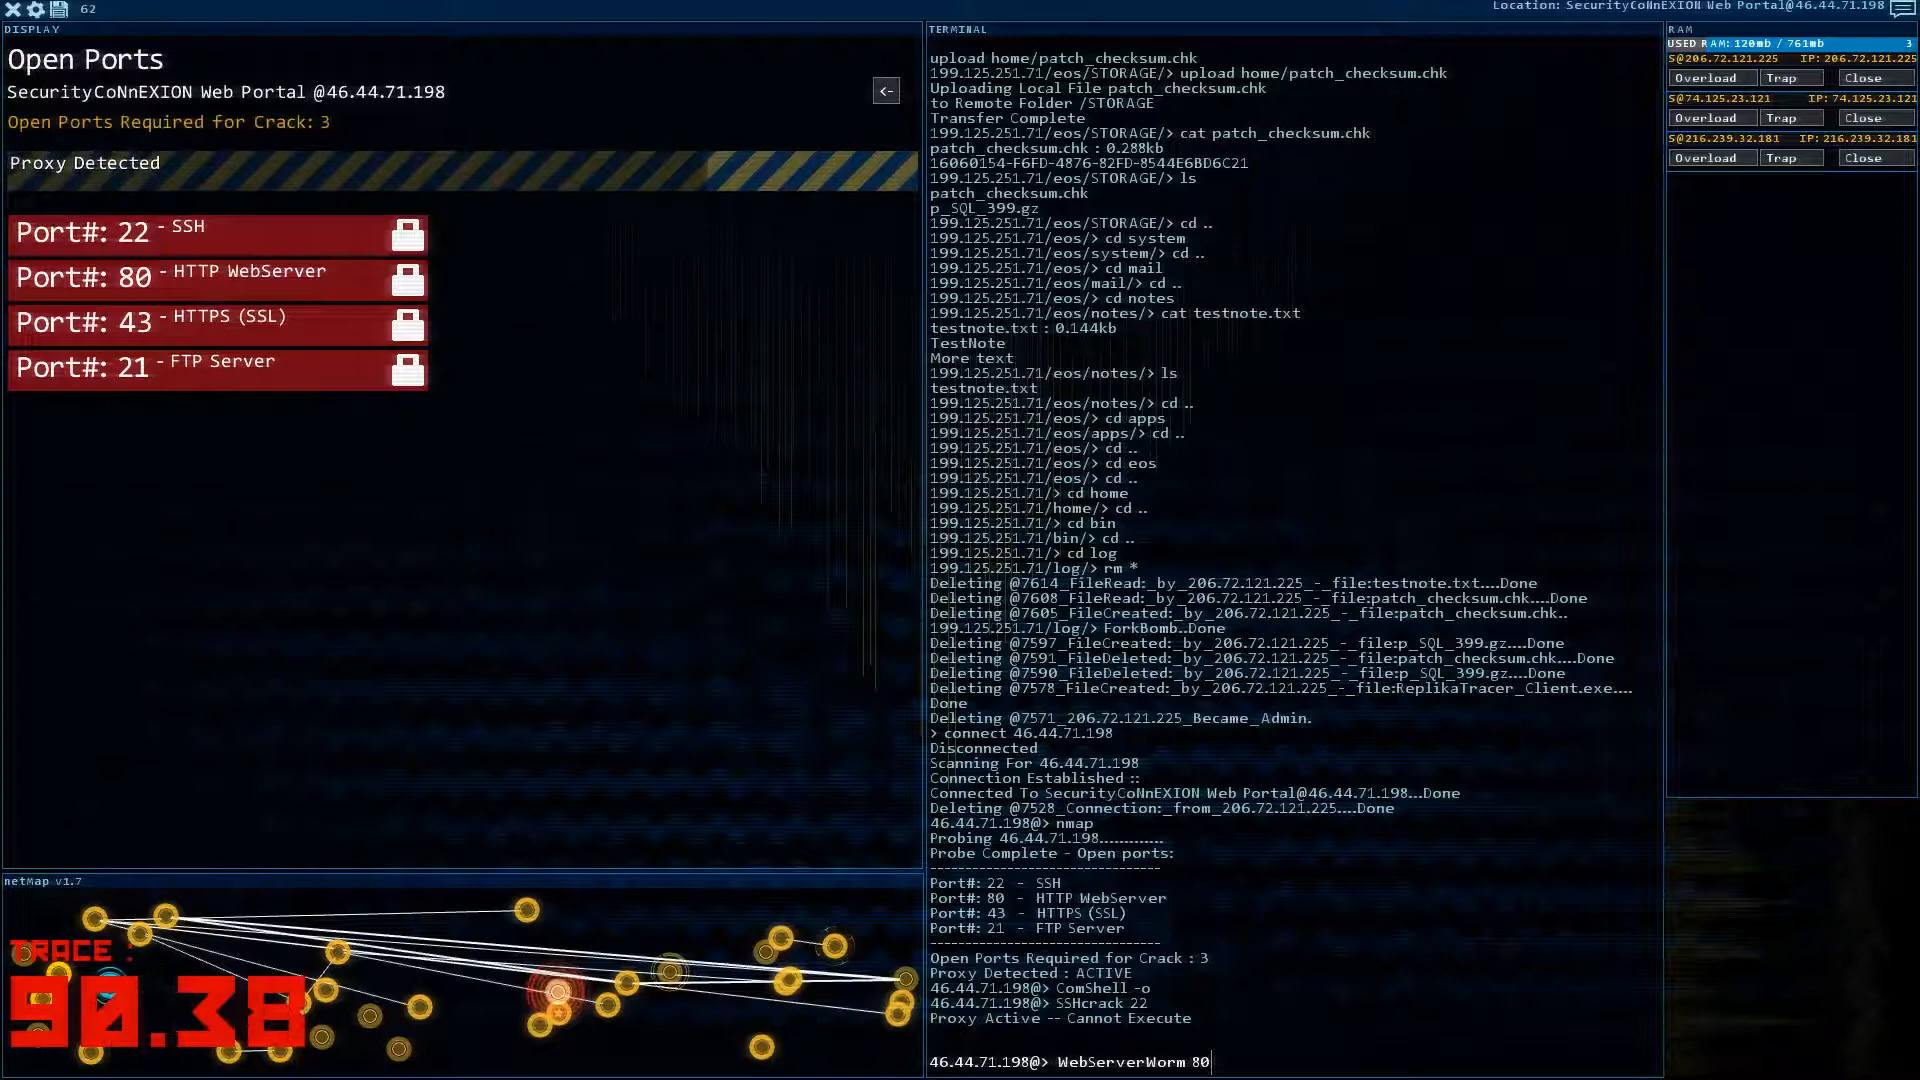 62
Location: SecurityCoNnEXION Web Portal@46.44.71.198
DISPLAY
Open Ports
SecurityCoNnEXION Web Portal @46.44.71.198
<-
Open Ports Required for Crack: 3
Proxy Detected
Port#: 22 - SSH
Port#: 80 - HTTP WebServer
Port#: 43 - HTTPS (SSL)
Port#: 21 - FTP Server
netMap v1.7
TRACE :
90.38
TERMINAL
upload home/patch_checksum.chk
199.125.251.71/eos/STORAGE/> upload home/patch_checksum.chk
Uploading Local File patch_checksum.chk
to Remote Folder /STORAGE
Transfer Complete
199.125.251.71/eos/STORAGE/> cat patch_checksum.chk
patch_checksum.chk : 0.288kb
16060154-F6FD-4876-82FD-8544E6BD6C21
199.125.251.71/eos/STORAGE/> ls
patch_checksum.chk
p_SQL_399.gz
199.125.251.71/eos/STORAGE/> cd ..
199.125.251.71/eos/> cd system
199.125.251.71/eos/system/> cd ..
199.125.251.71/eos/> cd mail
199.125.251.71/eos/mail/> cd ..
199.125.251.71/eos/> cd notes
199.125.251.71/eos/notes/> cat testnote.txt
testnote.txt : 0.144kb
TestNote
More text
199.125.251.71/eos/notes/> ls
testnote.txt
199.125.251.71/eos/notes/> cd ..
199.125.251.71/eos/> cd apps
199.125.251.71/eos/apps/> cd ..
199.125.251.71/eos/> cd ..
199.125.251.71/eos/> cd eos
199.125.251.71/eos/> cd ..
199.125.251.71/> cd home
199.125.251.71/home/> cd ..
199.125.251.71/> cd bin
199.125.251.71/bin/> cd ..
199.125.251.71/> cd log
199.125.251.71/log/> rm *
Deleting @7614_FileRead:_by_206.72.121.225_-_file:testnote.txt....Done
Deleting @7608_FileRead:_by_206.72.121.225_-_file:patch_checksum.chk....Done
Deleting @7605_FileCreated:_by_206.72.121.225_-_file:patch_checksum.chk..
199.125.251.71/log/> ForkBomb..Done
Deleting @7597_FileCreated:_by_206.72.121.225_-_file:p_SQL_399.gz....Done
Deleting @7591_FileDeleted:_by_206.72.121.225_-_file:patch_checksum.chk....Done
Deleting @7590_FileDeleted:_by_206.72.121.225_-_file:p_SQL_399.gz....Done
Deleting @7578_FileCreated:_by_206.72.121.225_-_file:ReplikaTracer_Client.exe....
Done
Deleting @7571_206.72.121.225_Became_Admin.
> connect 46.44.71.198
Disconnected
Scanning For 46.44.71.198
Connection Established ::
Connected To SecurityCoNnEXION Web Portal@46.44.71.198...Done
Deleting @7528_Connection:_from_206.72.121.225....Done
46.44.71.198@> nmap
Probing 46.44.71.198.............
Probe Complete - Open ports:
---------------------------------
Port#: 22 - SSH
Port#: 80 - HTTP WebServer
Port#: 43 - HTTPS (SSL)
Port#: 21 - FTP Server
---------------------------------
Open Ports Required for Crack : 3
Proxy Detected : ACTIVE
46.44.71.198@> ComShell -o
46.44.71.198@> SSHcrack 22
Proxy Active -- Cannot Execute
46.44.71.198@> WebServerWorm 80
RAM
USED RAM: 120mb / 761mb 3
S@206.72.121.225 IP: 206.72.121.225
Overload Trap Close
S@74.125.23.121 IP: 74.125.23.121
Overload Trap Close
S@216.239.32.181 IP: 216.239.32.181
Overload Trap Close